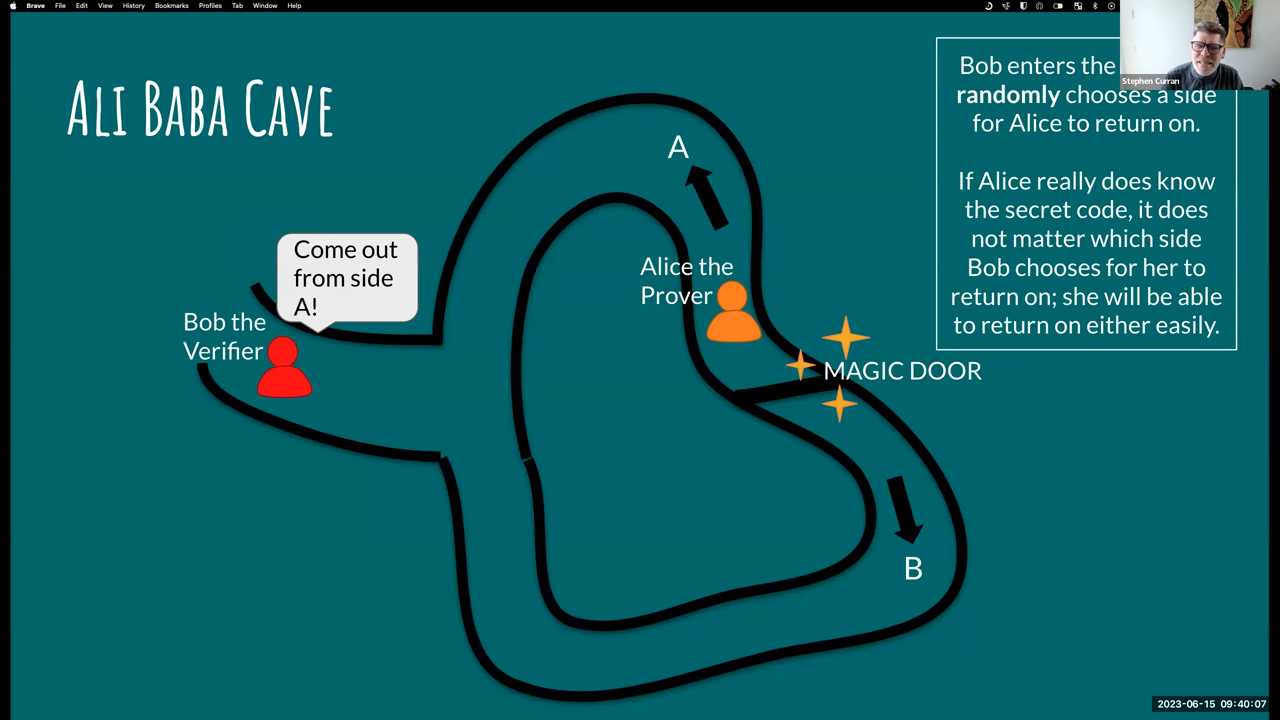 Brave File Edit View History Bookmarks Profiles Tab Window Help
Stephen Curran
ALI BABA CAVE
Bob enters the
randomly chooses a side
for Alice to return on.
If Alice really does know
the secret code, it does
not matter which side
Bob chooses for her to
return on; she will be able
to return on either easily.
A
Come out
from side
A!
Alice the
Prover
Bob the
Verifier
MAGIC DOOR
B
2023-06-15 09:40:07